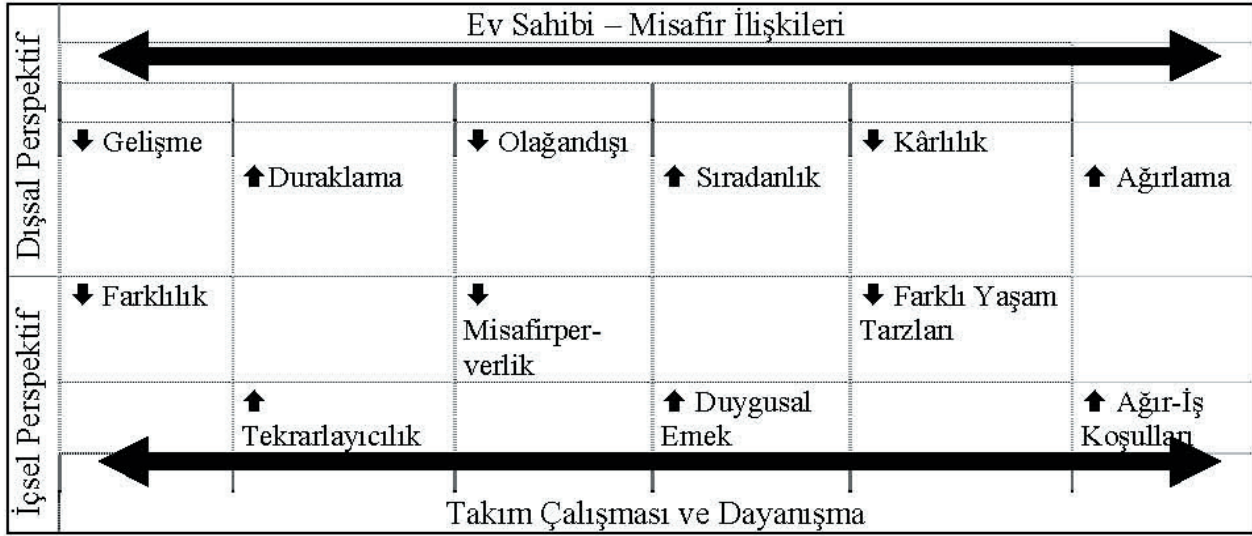 Ev Sahibi – Misafir İlişkileri
Dışsal Perspektif
Gelişme
Olağandışı
Kârlılık
Duraklama
Sıradanlık
Ağırlama
İçsel Perspektif
Farklılık
Misafirper-
verlik
Farklı Yaşam
Tarzları
Tekrarlayıcılık
Duygusal
Emek
Ağır-İş
Koşulları
Takım Çalışması ve Dayanışma